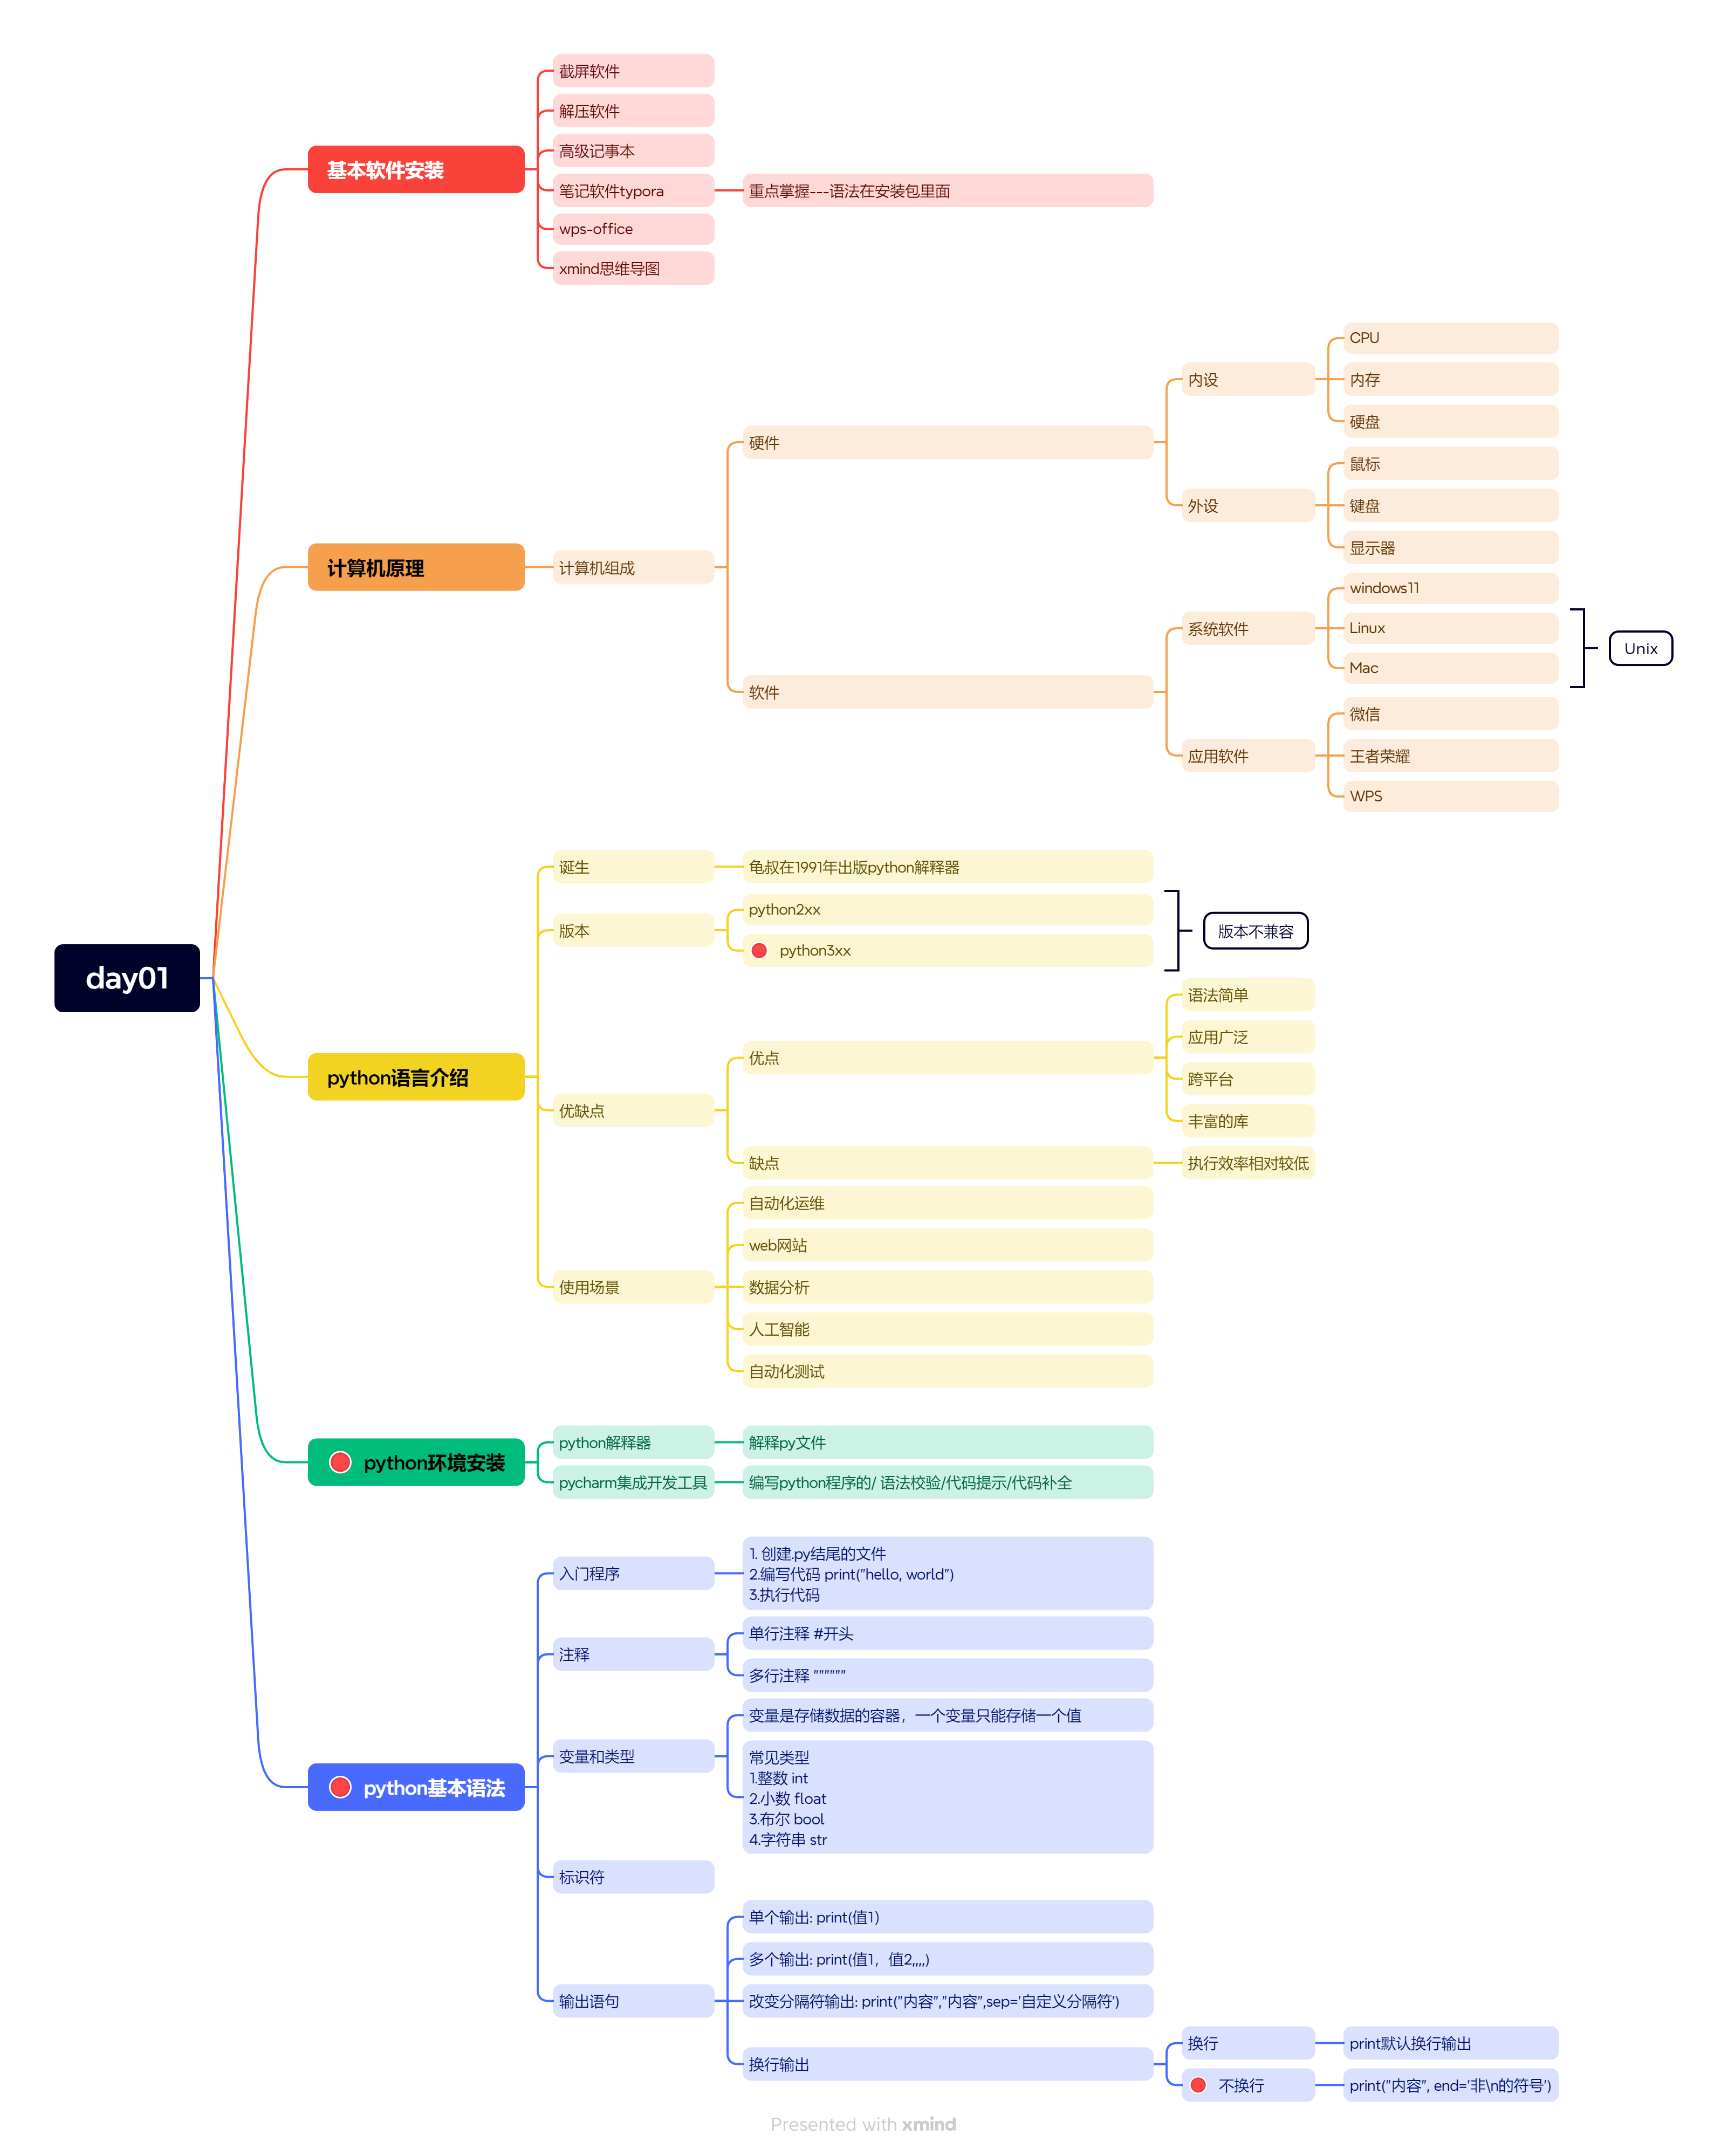 day01
基本软件安装
截屏软件
解压软件
高级记事本
笔记软件typora
重点掌握---语法在安装包里面
wps-office
xmind思维导图
计算机原理
计算机组成
硬件
内设
CPU
内存
硬盘
外设
鼠标
键盘
显示器
软件
系统软件
windows11
Linux
Mac
Unix
应用软件
微信
王者荣耀
WPS
python语言介绍
诞生
龟叔在1991年出版python解释器
版本
python2xx
python3xx
版本不兼容
优缺点
优点
语法简单
应用广泛
跨平台
丰富的库
缺点
执行效率相对较低
使用场景
自动化运维
web网站
数据分析
人工智能
自动化测试
python环境安装
python解释器
解释py文件
pycharm集成开发工具
编写python程序的/ 语法校验/代码提示/代码补全
python基本语法
入门程序
1. 创建.py结尾的文件
2.编写代码 print("hello, world")
3.执行代码
注释
单行注释 #开头
多行注释 """"""
变量和类型
变量是存储数据的容器，一个变量只能存储一个值
常见类型
1.整数 int
2.小数 float
3.布尔 bool
4.字符串 str
标识符
输出语句
单个输出: print(值1)
多个输出: print(值1，值2,,,,)
改变分隔符输出: print("内容","内容",sep='自定义分隔符')
换行输出
换行
print默认换行输出
不换行
print("内容", end='非\n的符号')
Presented with xmind